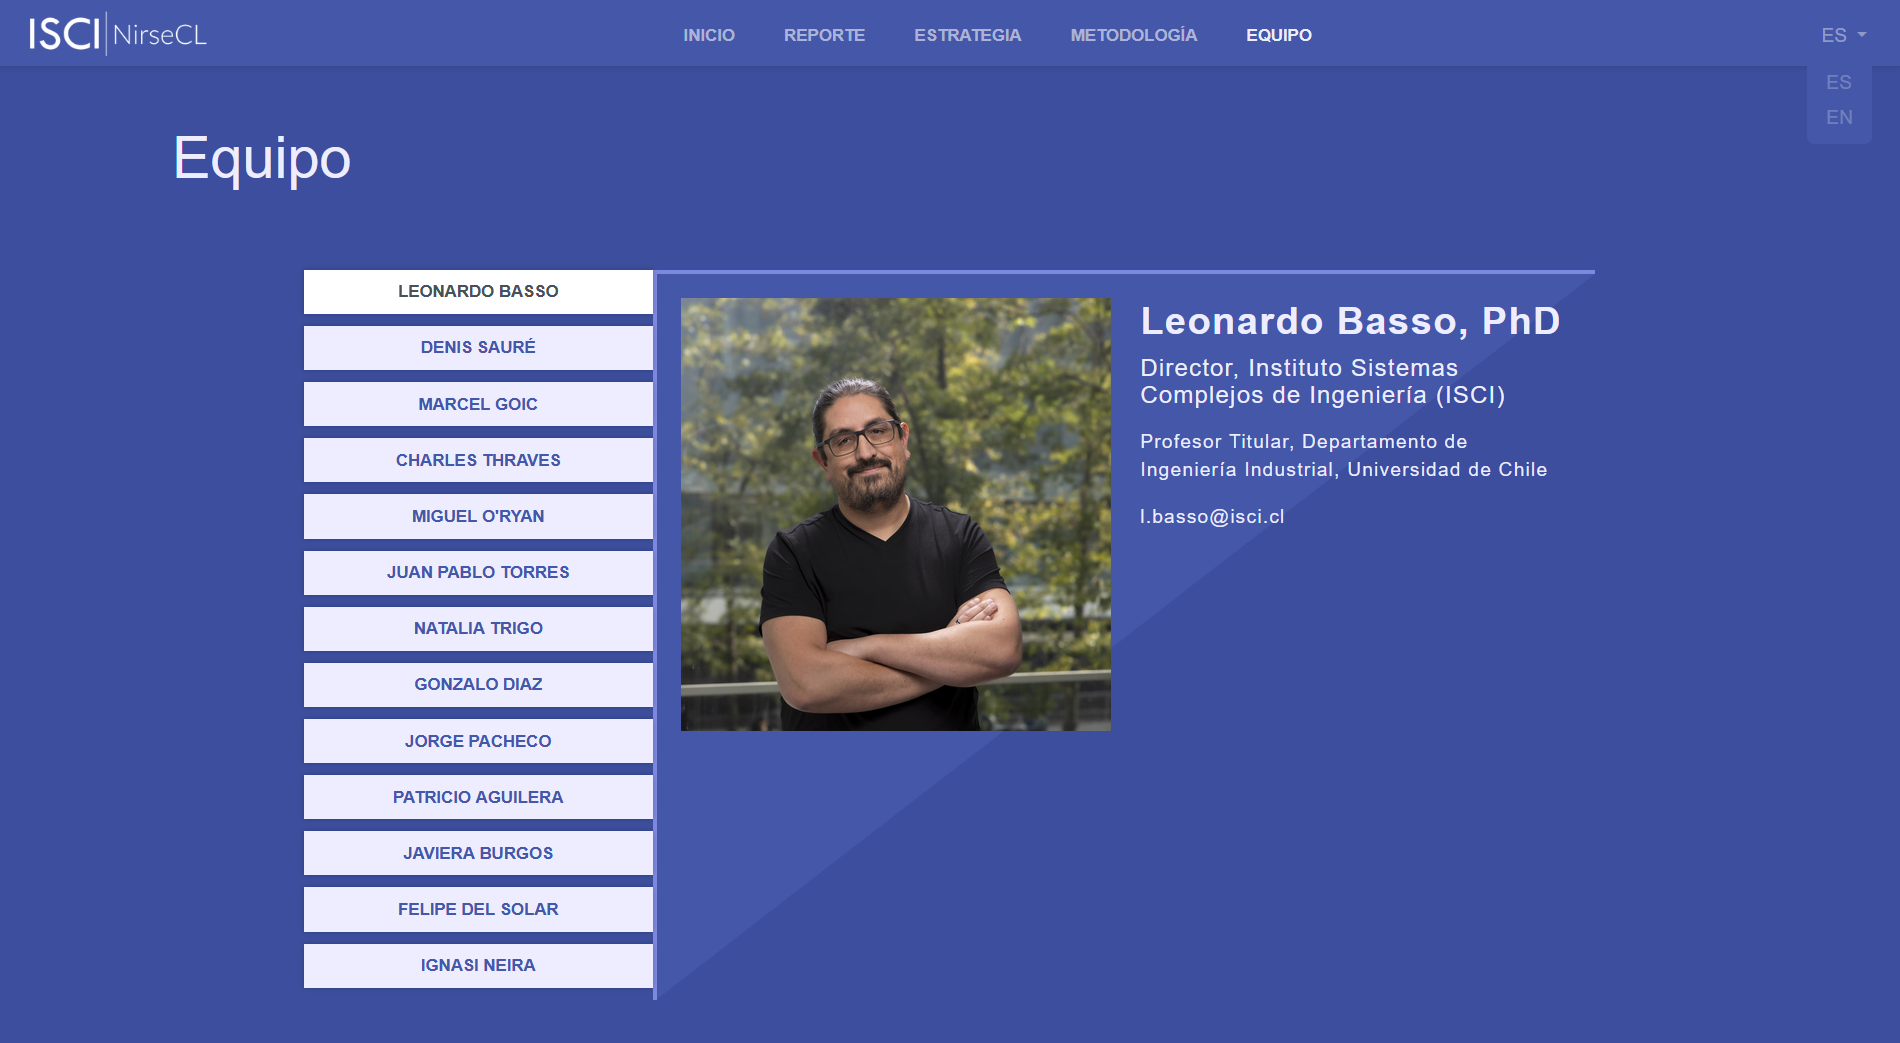 ISCI NirseCL
INICIO REPORTE ESTRATEGIA METODOLOGÍA EQUIPO
ES
ES
EN
Equipo
LEONARDO BASSO
DENIS SAURÉ
MARCEL GOIC
CHARLES THRAVES
MIGUEL O'RYAN
JUAN PABLO TORRES
NATALIA TRIGO
GONZALO DIAZ
JORGE PACHECO
PATRICIO AGUILERA
JAVIERA BURGOS
FELIPE DEL SOLAR
IGNASI NEIRA
Leonardo Basso, PhD
Director, Instituto Sistemas
Complejos de Ingeniería (ISCI)
Profesor Titular, Departamento de
Ingeniería Industrial, Universidad de Chile
l.basso@isci.cl